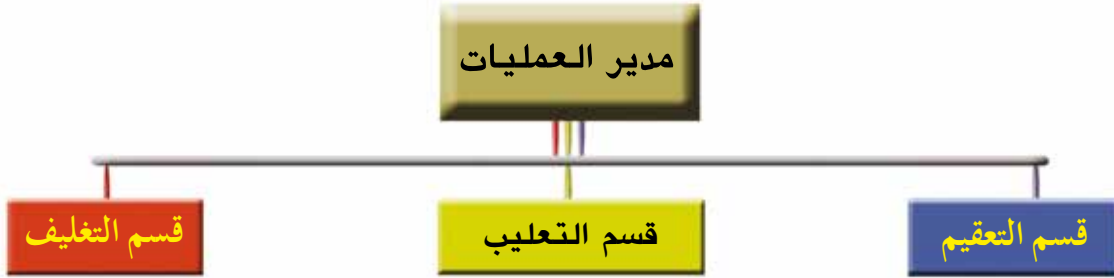 مدير العمليات
قسم التعقيم
قسم التعليب
قسم التغليف